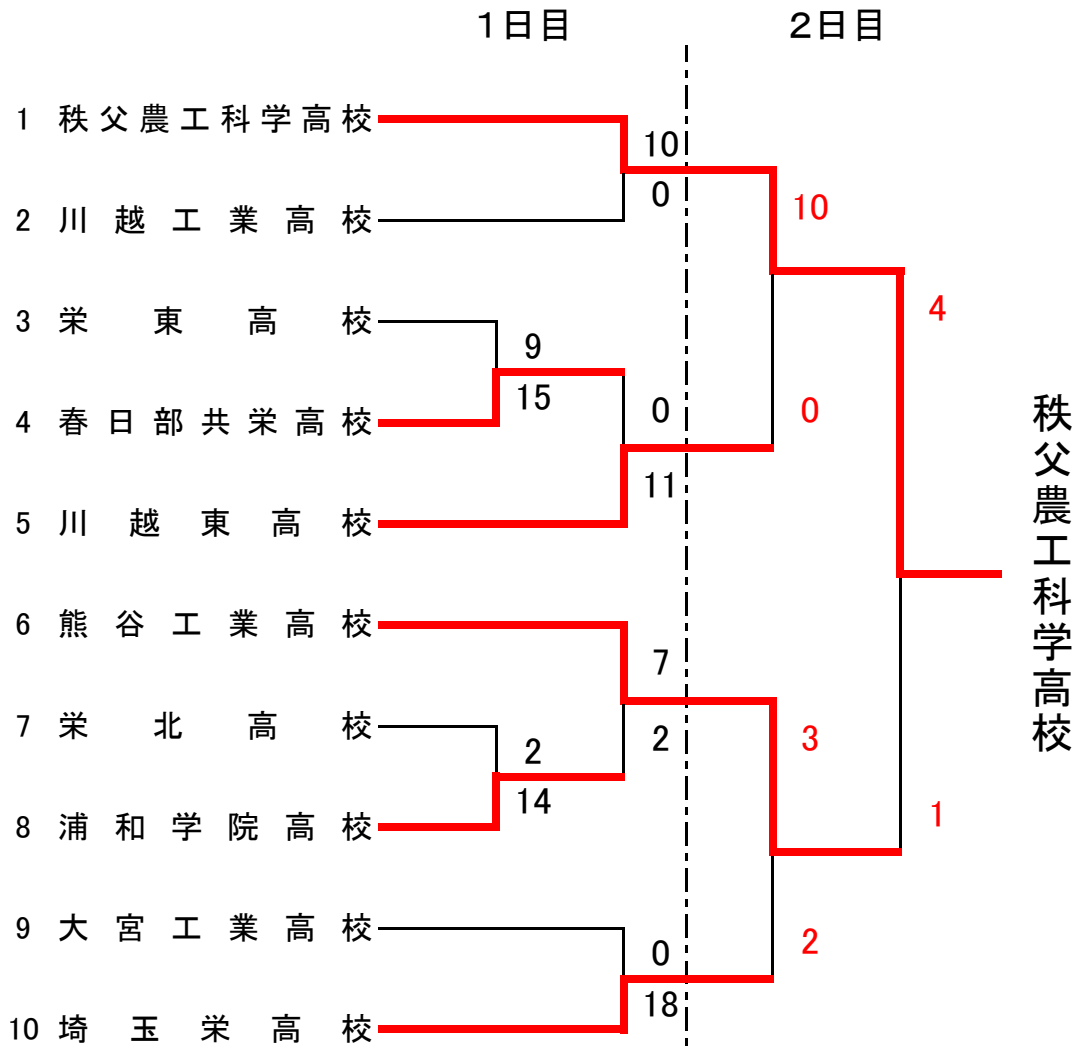 １日目
２日目
1 秩父農工科学高校
10
0
2 川越工業高校
10
3 栄東高校
4
9
15
4 春日部共栄高校
0
0
11
5 川越東高校
秩父農工科学高校
6 熊谷工業高校
7
7 栄北高校
2
3
2
14
8 浦和学院高校
1
9 大宮工業高校
0
2
18
10 埼玉栄高校